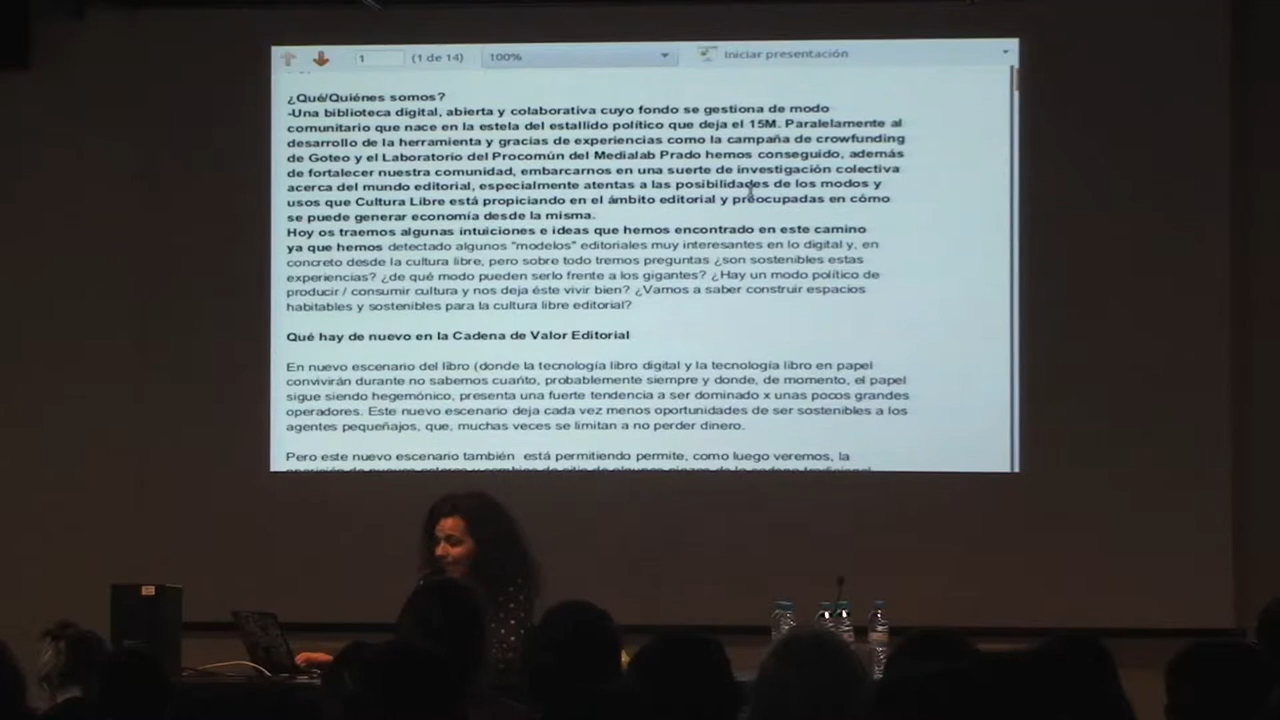 1 (1 de 14) 100% Iniciar presentación
¿Qué/Quiénes somos?
-Una biblioteca digital, abierta y colaborativa cuyo fondo se gestiona de modo
comunitario que nace en la estela del estallido político que deja el 15M. Paralelamente al
desarrollo de la herramienta y gracias de experiencias como la campaña de crowfunding
de Goteo y el Laboratorio del Procomún del Medialab Prado hemos conseguido, además
de fortalecer nuestra comunidad, embarcarnos en una suerte de investigación colectiva
acerca del mundo editorial, especialmente atentas a las posibilidades de los modos y
usos que Cultura Libre está propiciando en el ámbito editorial y preocupadas en cómo
se puede generar economía desde la misma.
Hoy os traemos algunas intuiciones e ideas que hemos encontrado en este camino
ya que hemos detectado algunos "modelos" editoriales muy interesantes en lo digital y, en
concreto desde la cultura libre, pero sobre todo tremos preguntas ¿son sostenibles estas
experiencias? ¿de qué modo pueden serlo frente a los gigantes? ¿Hay un modo político de
producir / consumir cultura y nos deja éste vivir bien? ¿Vamos a saber construir espacios
habitables y sostenibles para la cultura libre editorial?
Qué hay de nuevo en la Cadena de Valor Editorial
En nuevo escenario del libro (donde la tecnología libro digital y la tecnología libro en papel
convivirán durante no sabemos cuanto, probablemente siempre y donde, de momento, el papel
sigue siendo hegemónico, presenta una fuerte tendencia a ser dominado x unas pocos grandes
operadores. Este nuevo escenario deja cada vez menos oportunidades de ser sostenibles a los
agentes pequeñajos, que, muchas veces se limitan a no perder dinero.
Pero este nuevo escenario también está permitiendo permite, como luego veremos, la